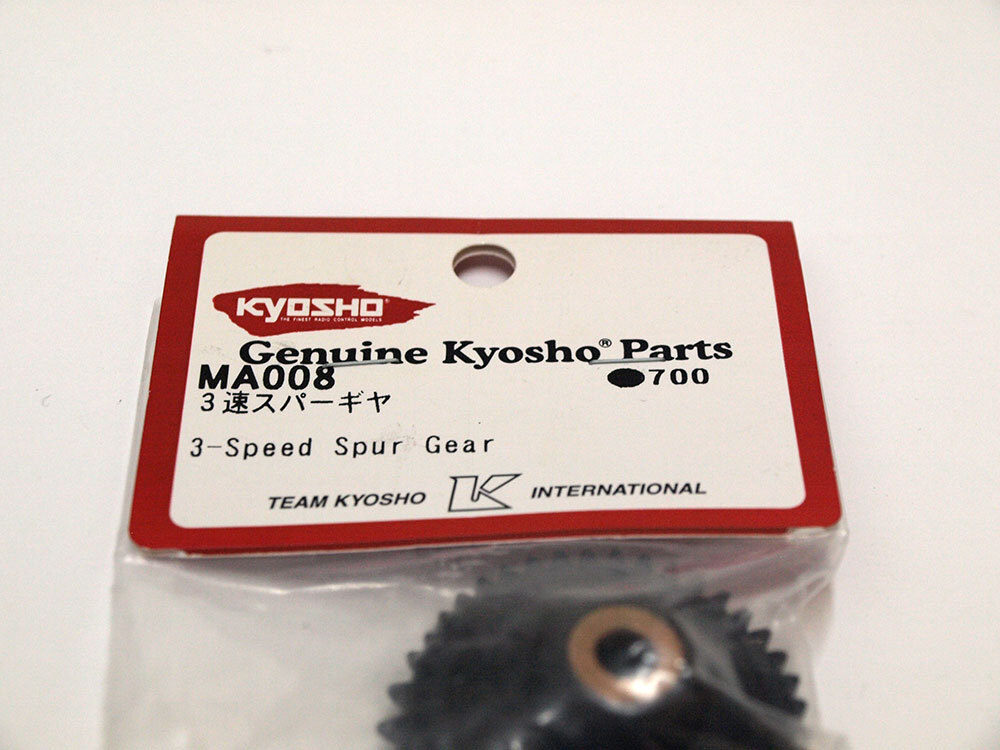 KYOSHO®
THE FINEST RADIO CONTROL MODELS
Genuine Kyosho® Parts
MA008 ●700
3速スパーギヤ
3-Speed Spur Gear
TEAM KYOSHO K INTERNATIONAL